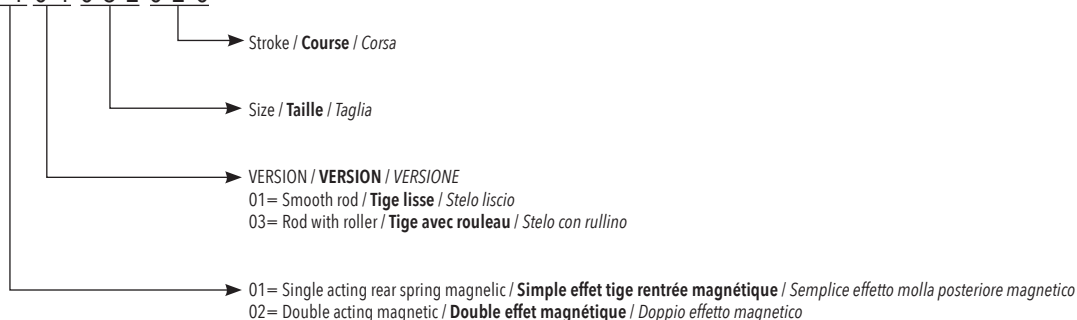 Stroke / Course / Corsa
Size / Taille / Taglia
VERSION / VERSION / VERSIONE
01= Smooth rod / Tige lisse / Stelo liscio
03= Rod with roller / Tige avec rouleau / Stelo con rullino
01= Single acting rear spring magnelic / Simple effet tige rentrée magnétique / Semplice effetto molla posteriore magnetico
02= Double acting magnetic / Double effet magnétique / Doppio effetto magnetico